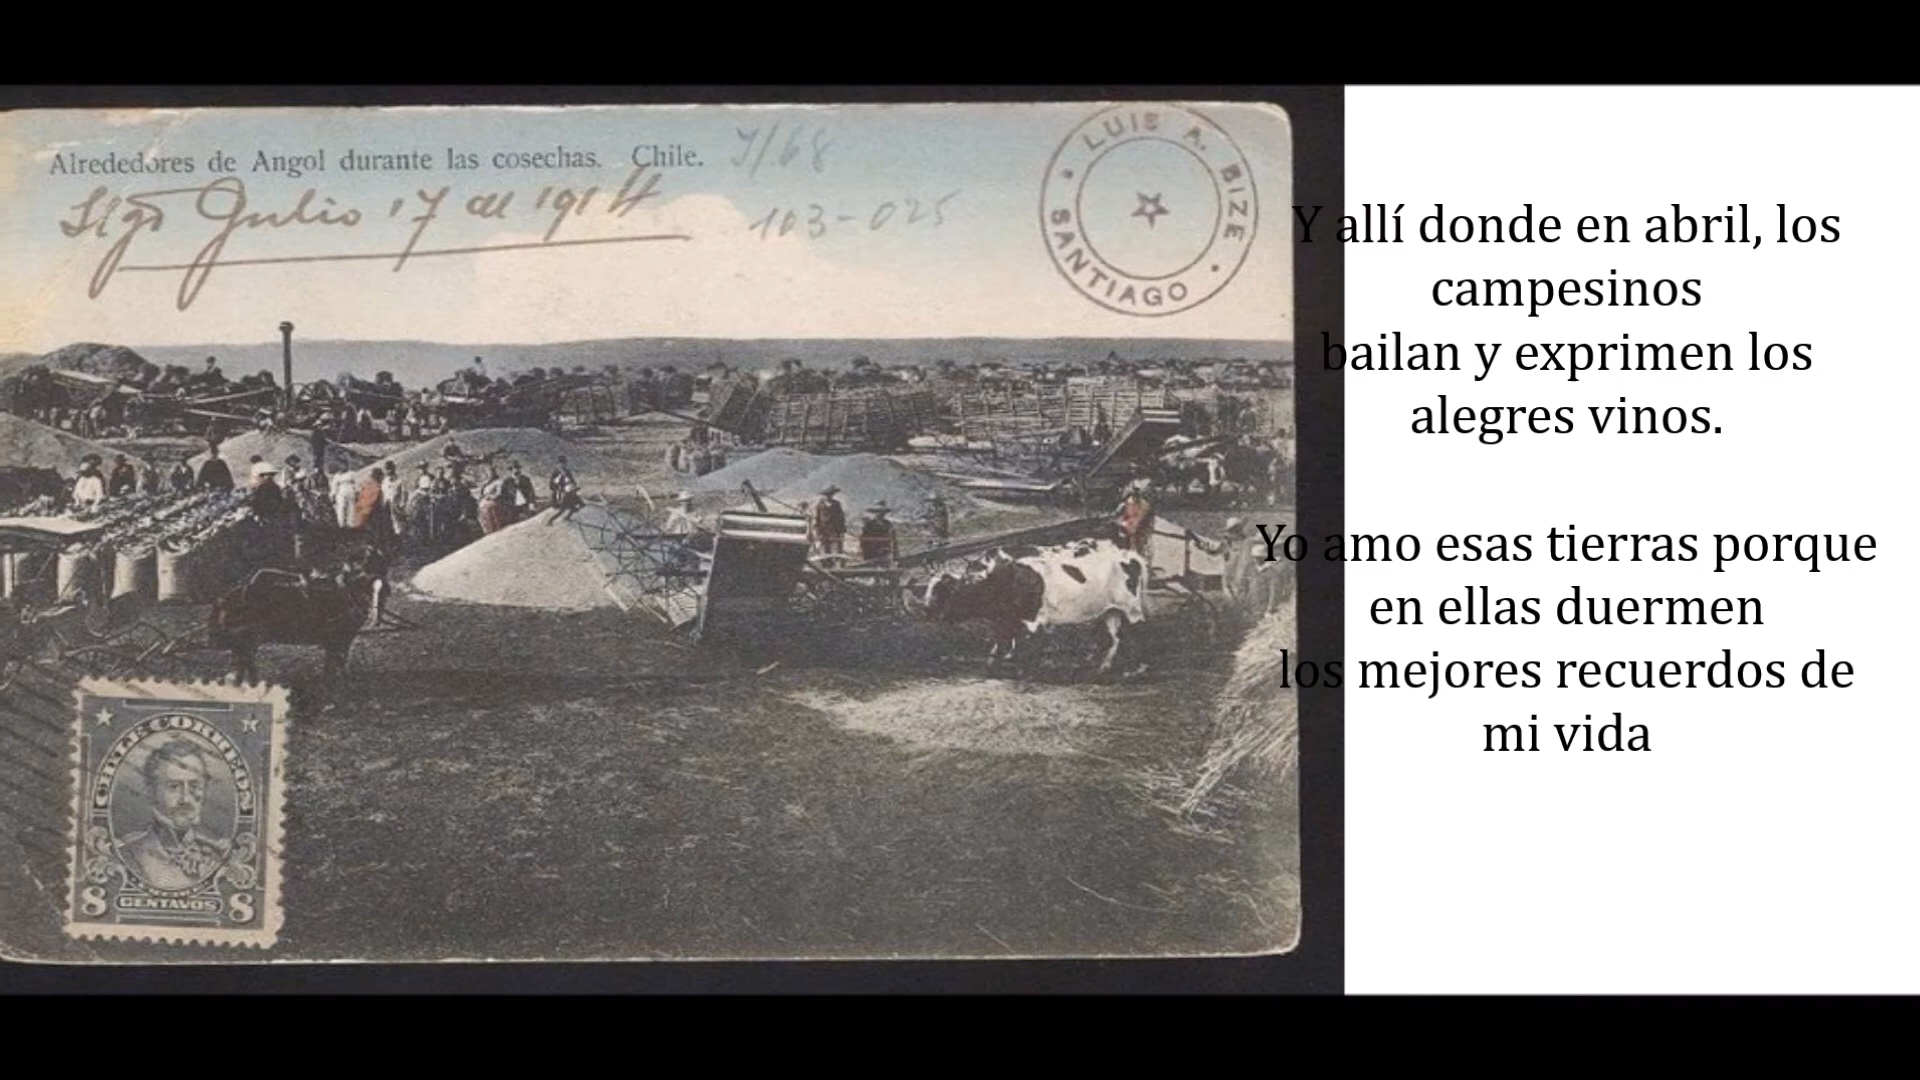 Alrededores de Angol durante las cosechas. Chile.
7/68
Stgo Julio 17 de 1914
103-025
LUIS A. BIZE
SANTIAGO
CHILE CORREOS
8 CENTAVOS 8
Y allí donde en abril, los
campesinos
bailan y exprimen los
alegres vinos.
Yo amo esas tierras porque
en ellas duermen
los mejores recuerdos de
mi vida